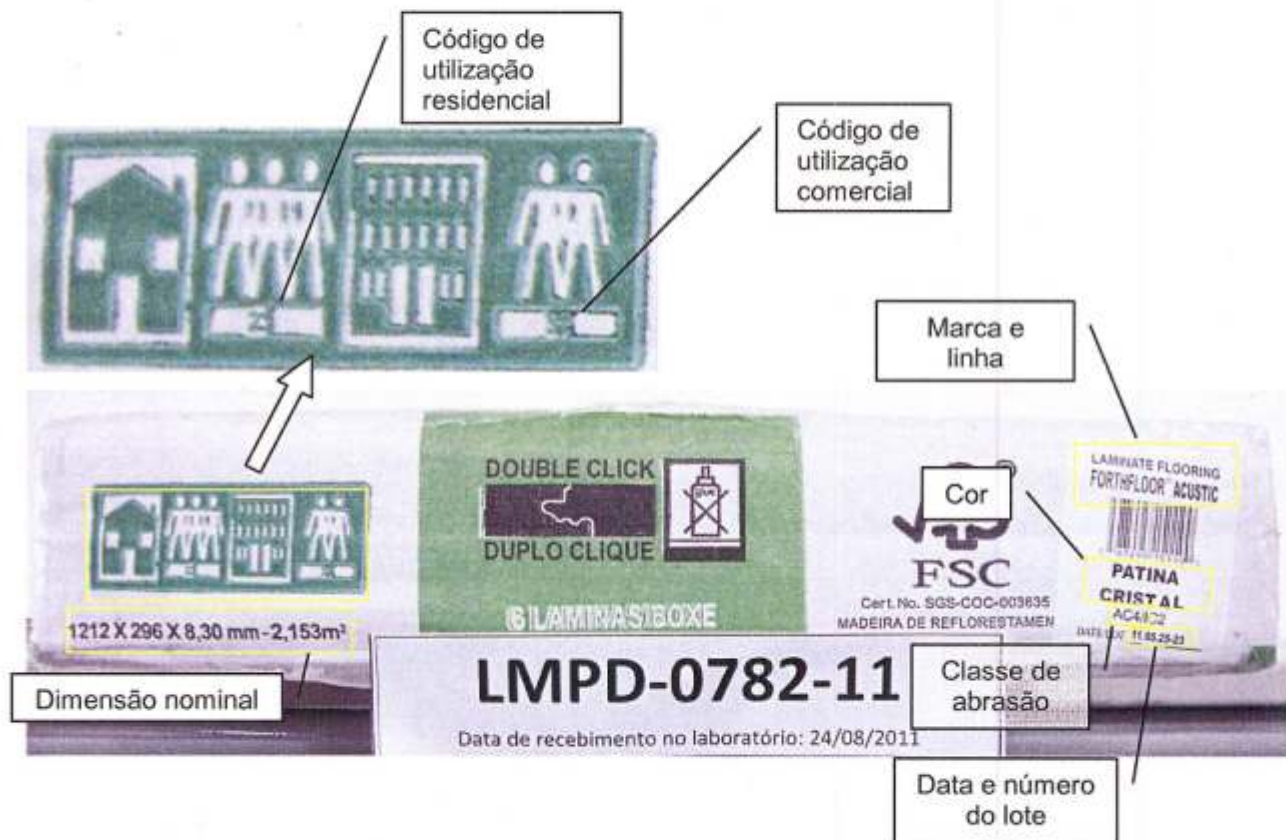 Código de
utilização
residencial
Código de
utilização
comercial
23
Marca e
linha
LAMINATE FLOORING
FORTHFLOOR™ ACUSTIC
DOUBLE CLICK
DUPLO CLIQUE
6 LAMINAS/BOXE
Cor
FSC
Cert. No. SGS-COC-003635
MADEIRA DE REFLORESTAMEN
PATINA
CRISTAL
1212 X 296 X 8,30 mm - 2,153m²
Dimensão nominal
LMPD-0782-11
Data de recebimento no laboratório: 24/08/2011
Classe de
abrasão
Data e número
do lote